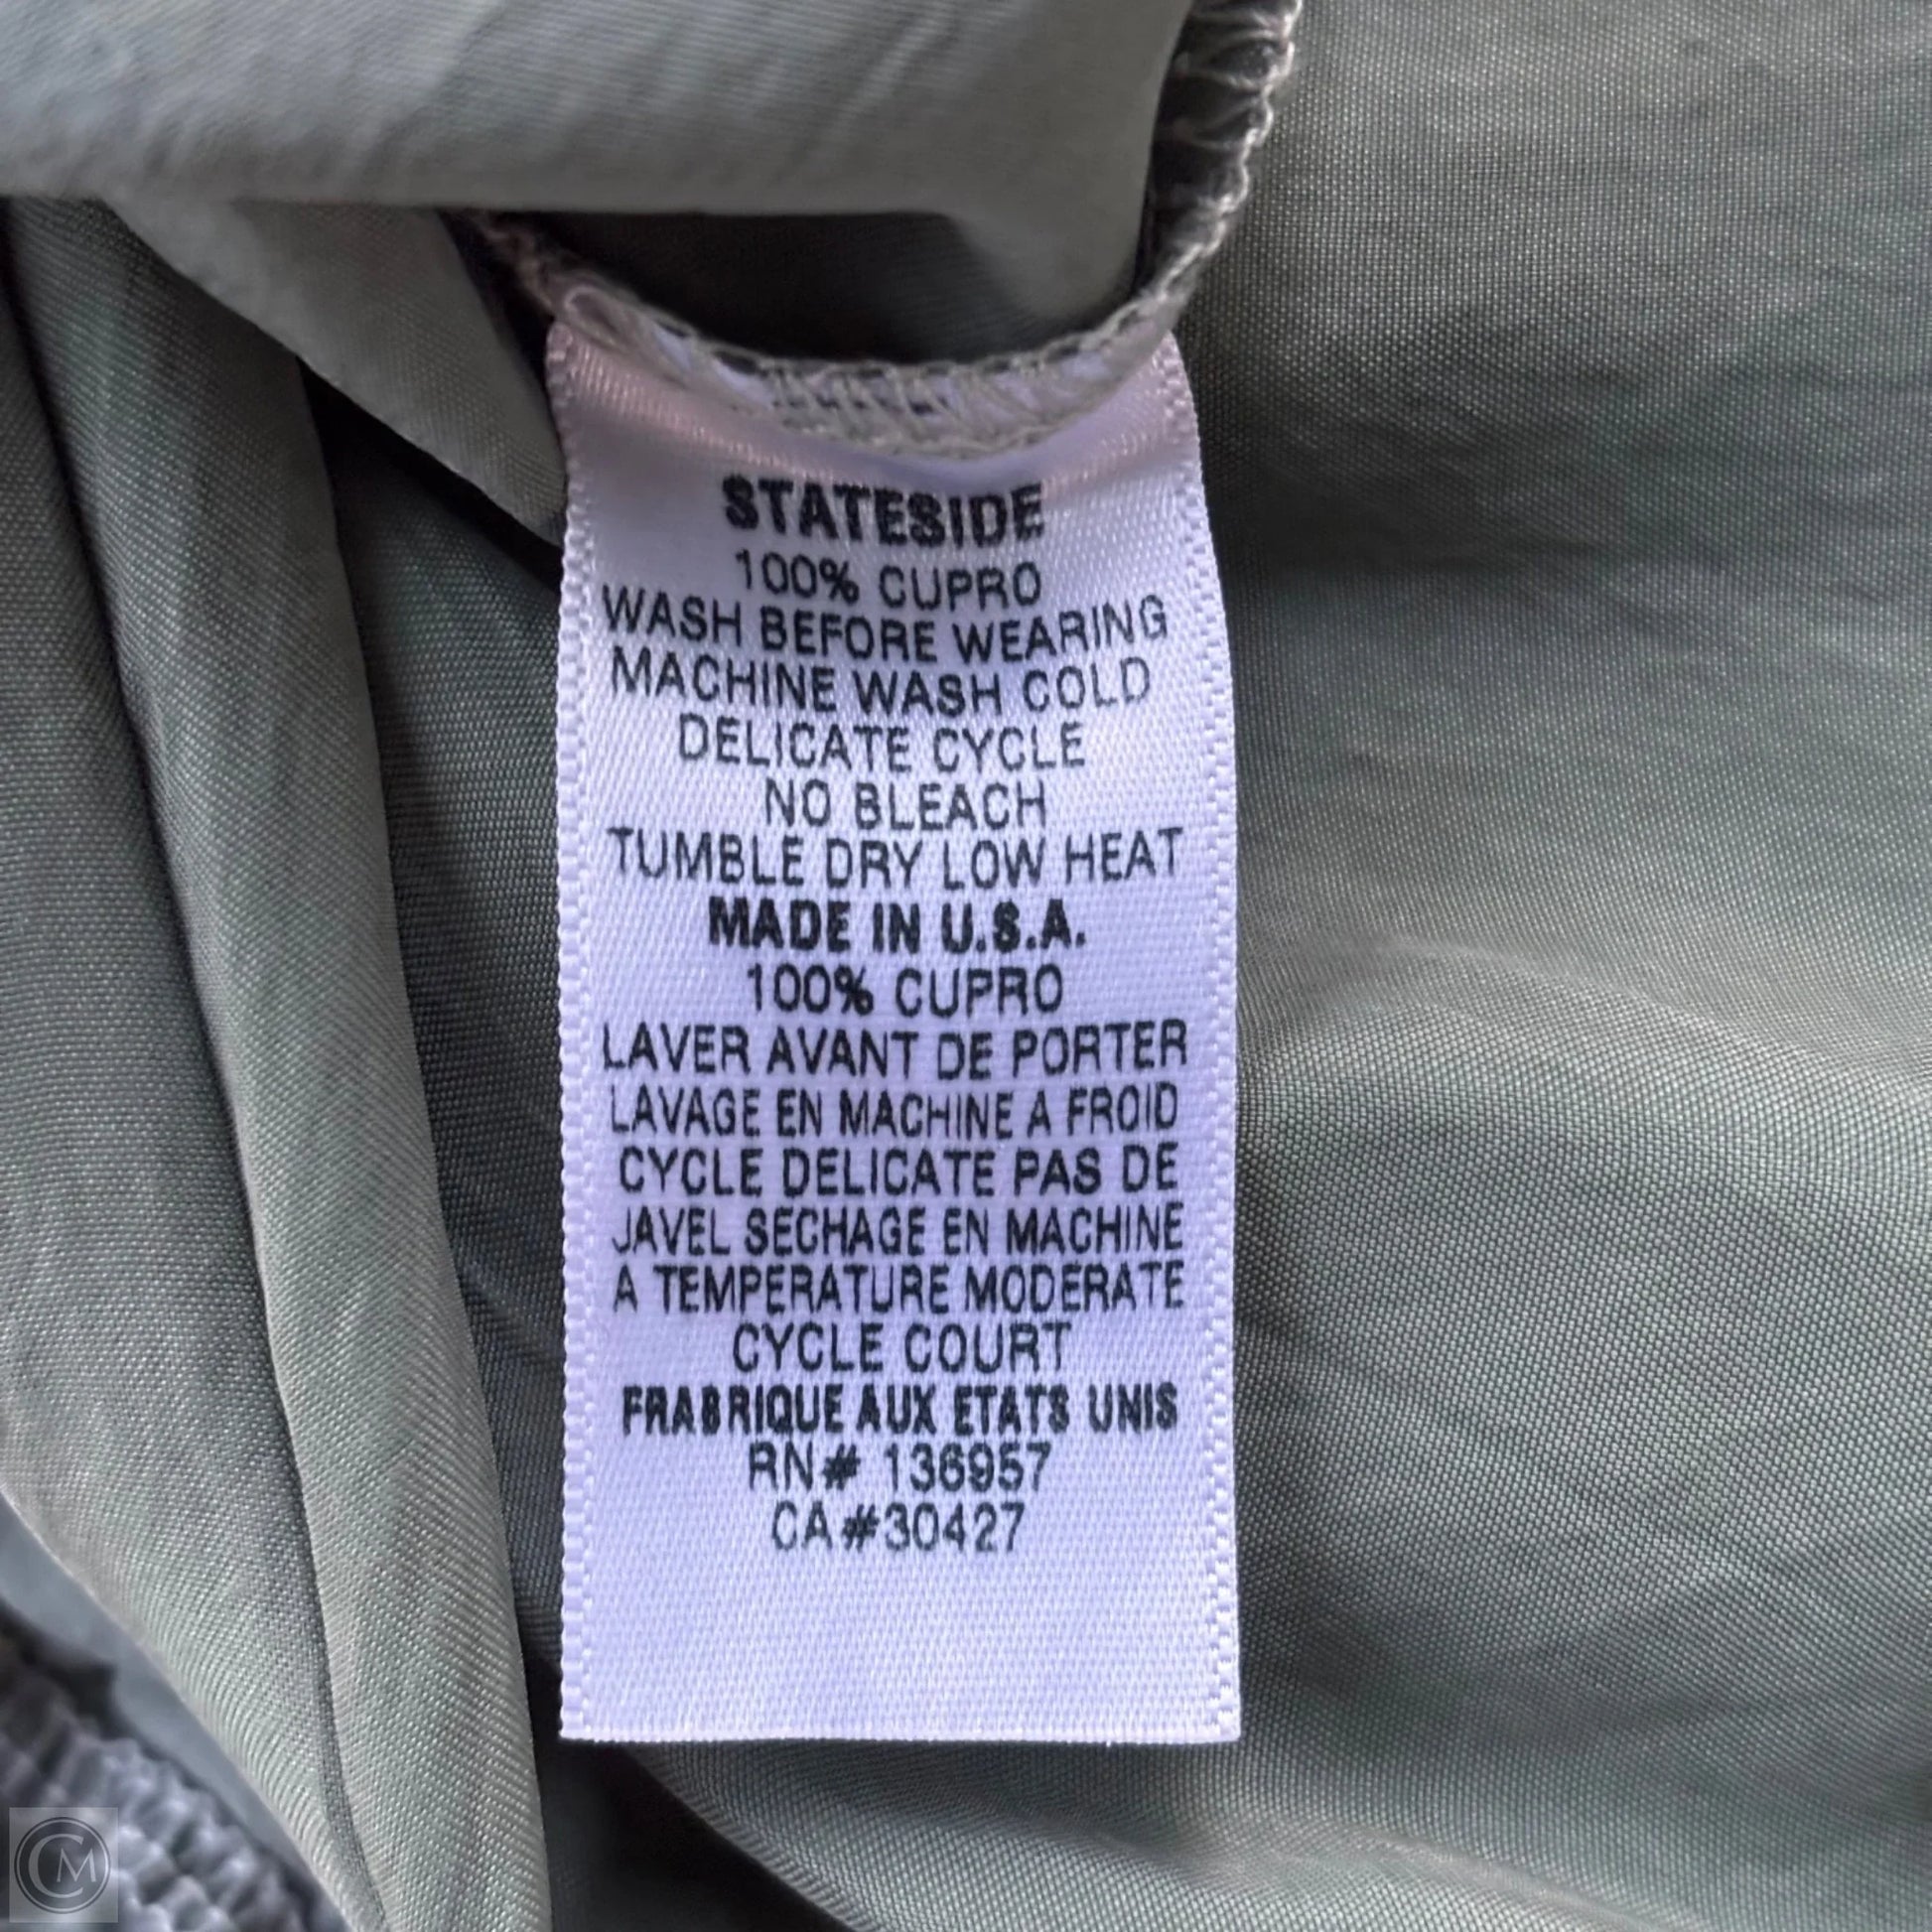 STATESIDE
100% CUPRO
WASH BEFORE WEARING
MACHINE WASH COLD
DELICATE CYCLE
NO BLEACH
TUMBLE DRY LOW HEAT
MADE IN U.S.A.
100% CUPRO
LAVER AVANT DE PORTER
LAVAGE EN MACHINE A FROID
CYCLE DELICATE PAS DE
JAVEL SECHAGE EN MACHINE
A TEMPERATURE MODERATE
CYCLE COURT
FRABRIQUE AUX ETATS UNIS
RN# 136957
CA#30427
CM